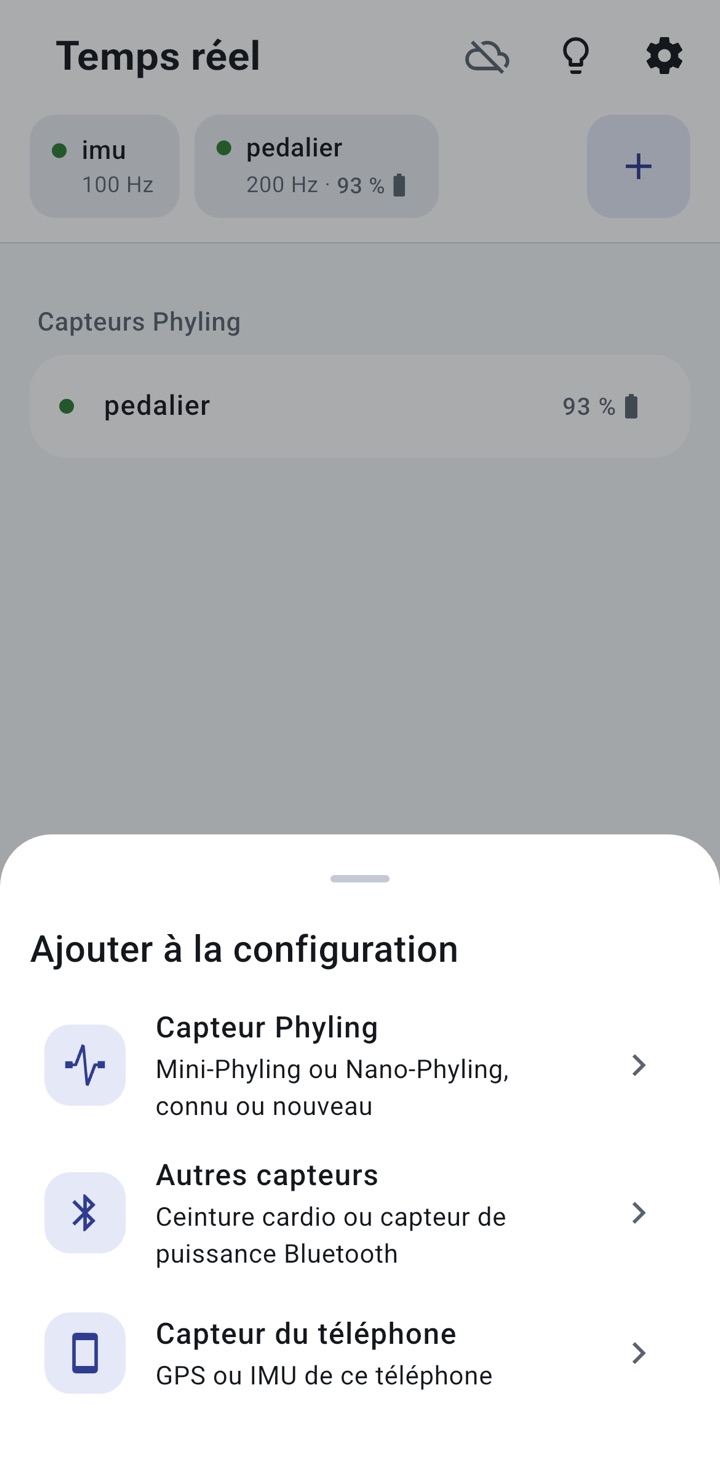 Temps réel
imu
100 Hz
pedalier
200 Hz · 93 %
+
Capteurs Phyling
pedalier
93 %
Ajouter à la configuration
Capteur Phyling
Mini-Phyling ou Nano-Phyling,
connu ou nouveau
Autres capteurs
Ceinture cardio ou capteur de
puissance Bluetooth
Capteur du téléphone
GPS ou IMU de ce téléphone